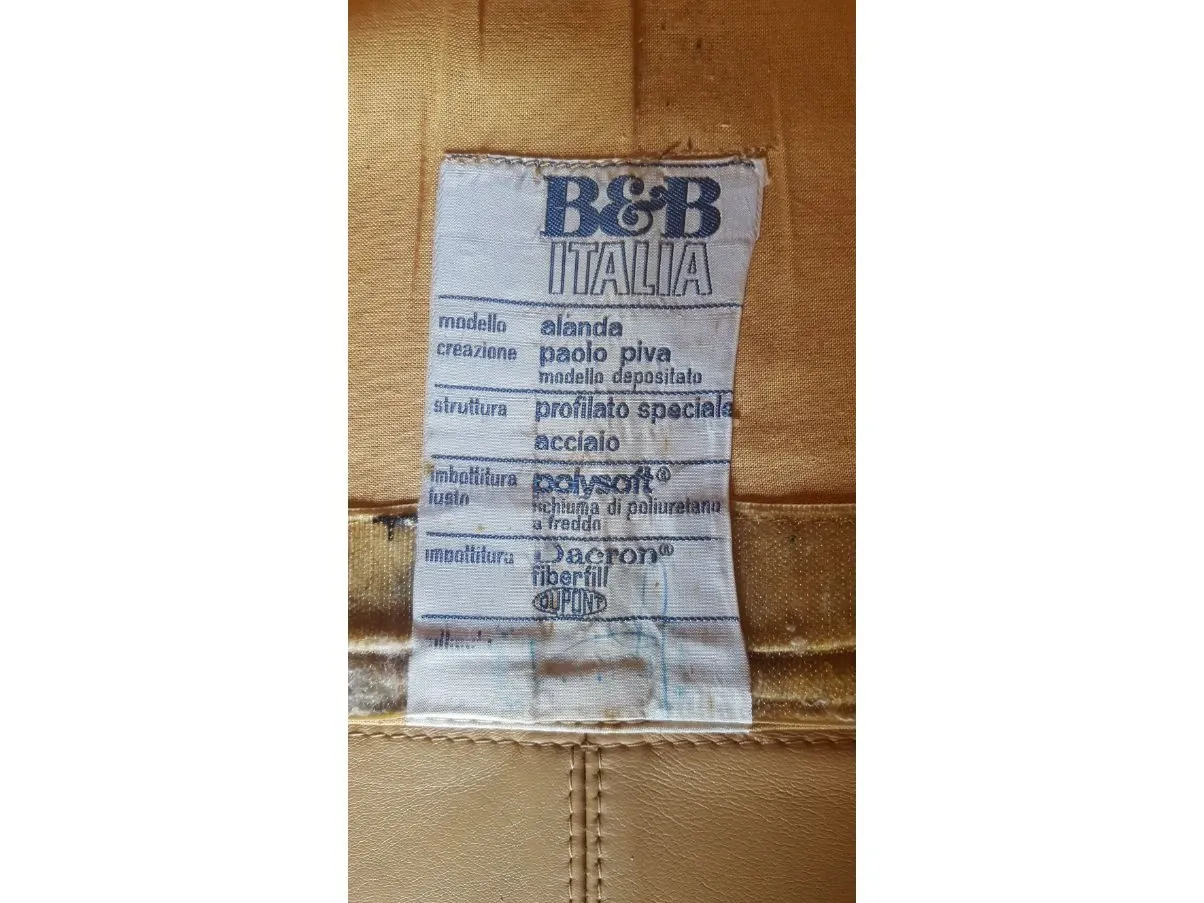 B&B
ITALIA
modello alanda
creazione paolo piva
modello depositato
struttura profilato speciale
acciaio
imbottitura polysoft®
fusto schiuma di poliuretano
a freddo
imbottitura Dacron®
fiberfill
DUPONT